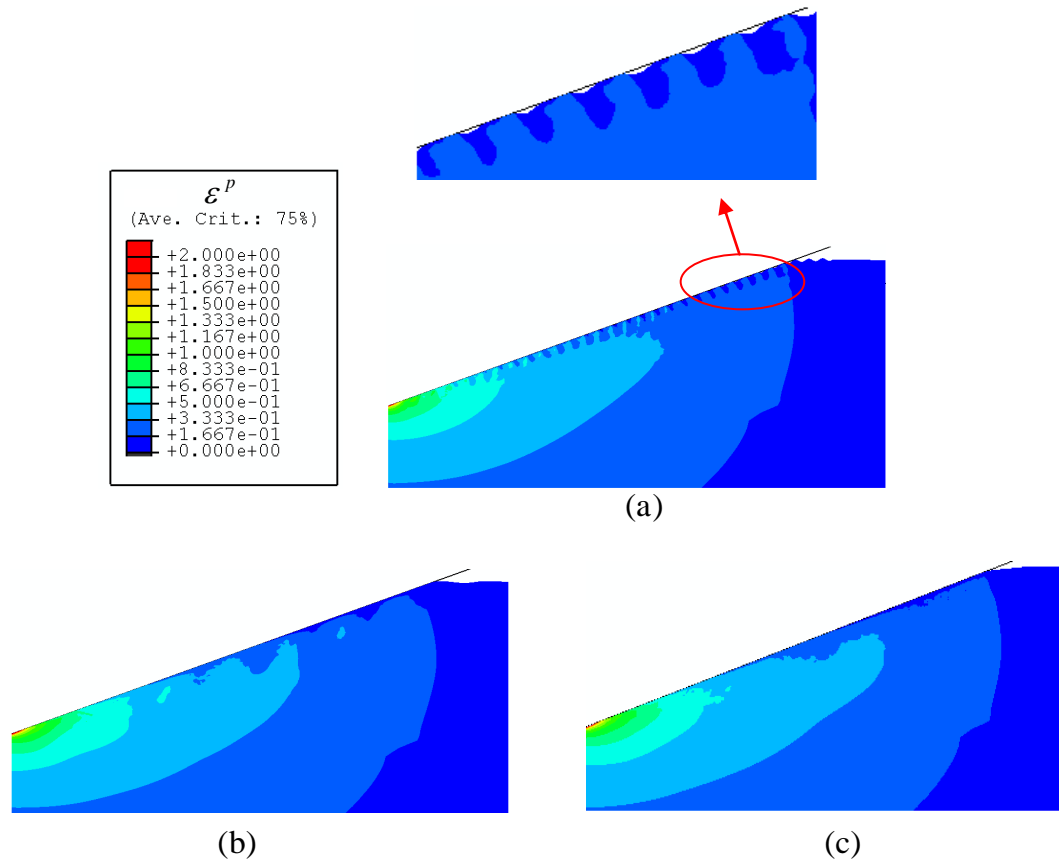 ε^p
(Ave. Crit.: 75%)
+2.000e+00
+1.833e+00
+1.667e+00
+1.500e+00
+1.333e+00
+1.167e+00
+1.000e+00
+8.333e-01
+6.667e-01
+5.000e-01
+3.333e-01
+1.667e-01
+0.000e+00
(a)
(b)
(c)